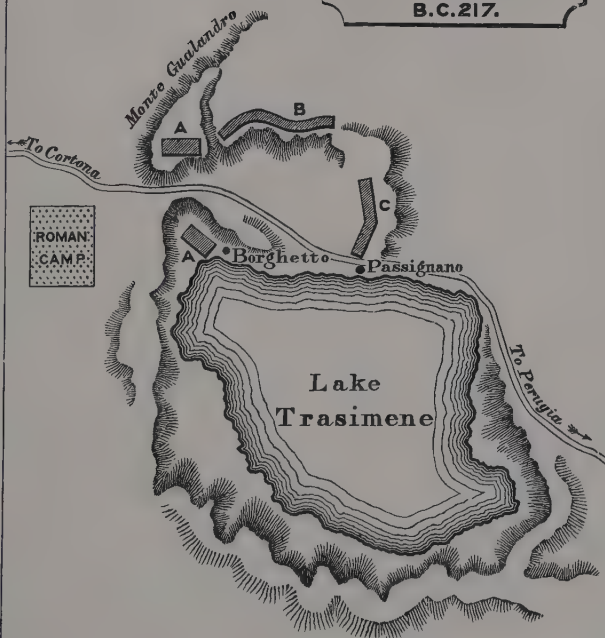 B.C.217.
Monte Gualandro
A
B
To Cortona
C
ROMAN
CAMP
A
Borghetto
Passignano
To Perugia
Lake
Trasimene